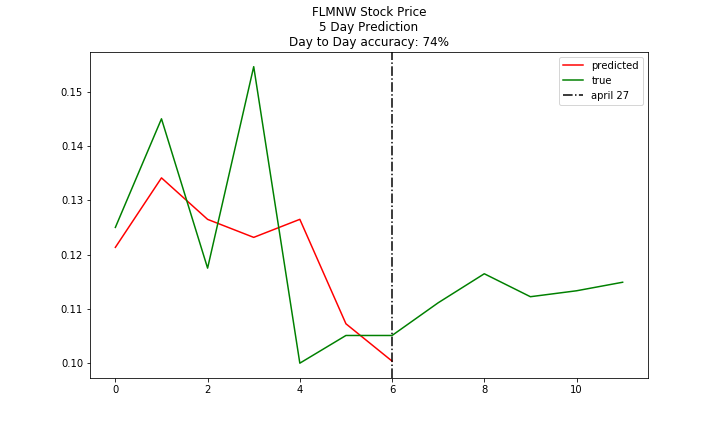 FLMNW Stock Price
5 Day Prediction
Day to Day accuracy: 74%
predicted
true
april 27
0.15
0.14
0.13
0.12
0.11
0.10
0 2 4 6 8 10